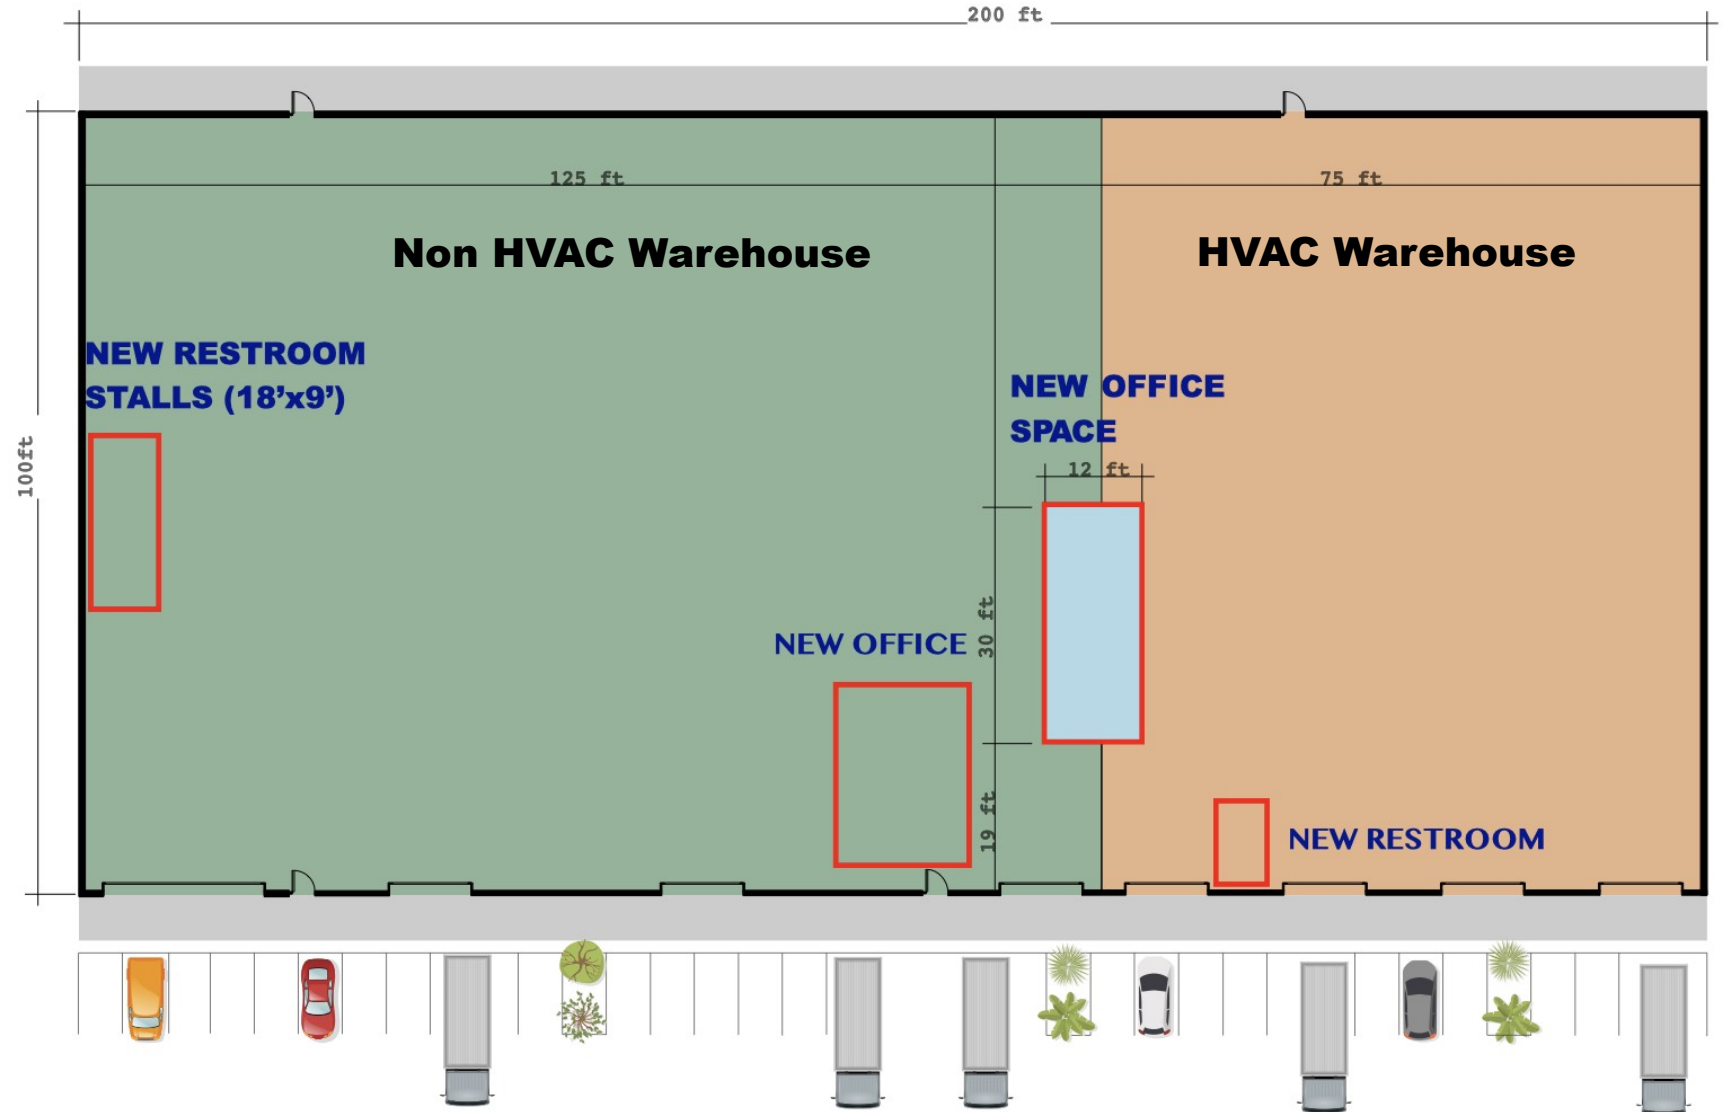 200 ft
125 ft
75 ft
Non HVAC Warehouse
HVAC Warehouse
NEW RESTROOM
STALLS (18’x9’)
NEW OFFICE
SPACE
12 ft
100ft
30 ft
NEW OFFICE
19 ft
NEW RESTROOM